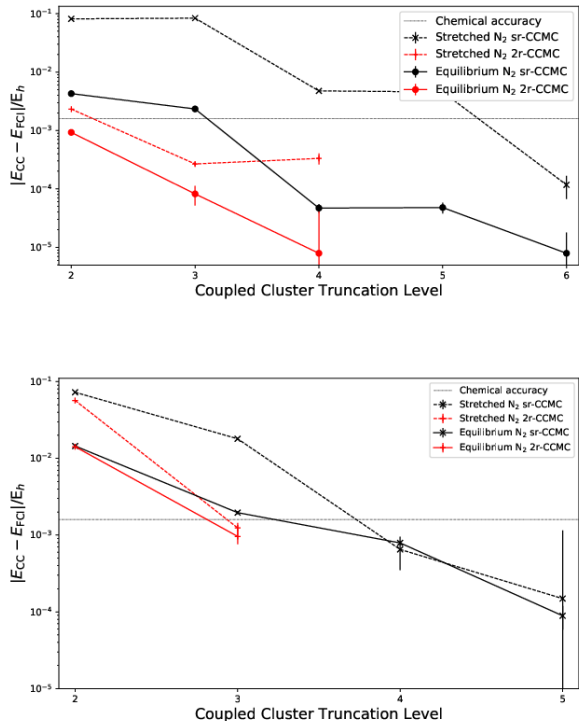 10⁻¹
10⁻²
10⁻³
10⁻⁴
10⁻⁵
|E_CC − E_FCI|/E_h
Chemical accuracy
Stretched N₂ sr-CCMC
Stretched N₂ 2r-CCMC
Equilibrium N₂ sr-CCMC
Equilibrium N₂ 2r-CCMC
2 3 4 5 6
Coupled Cluster Truncation Level
10⁻¹
10⁻²
10⁻³
10⁻⁴
10⁻⁵
|E_CC − E_FCI|/E_h
Chemical accuracy
Stretched N₂ sr-CCMC
Stretched N₂ 2r-CCMC
Equilibrium N₂ sr-CCMC
Equilibrium N₂ 2r-CCMC
2 3 4 5
Coupled Cluster Truncation Level